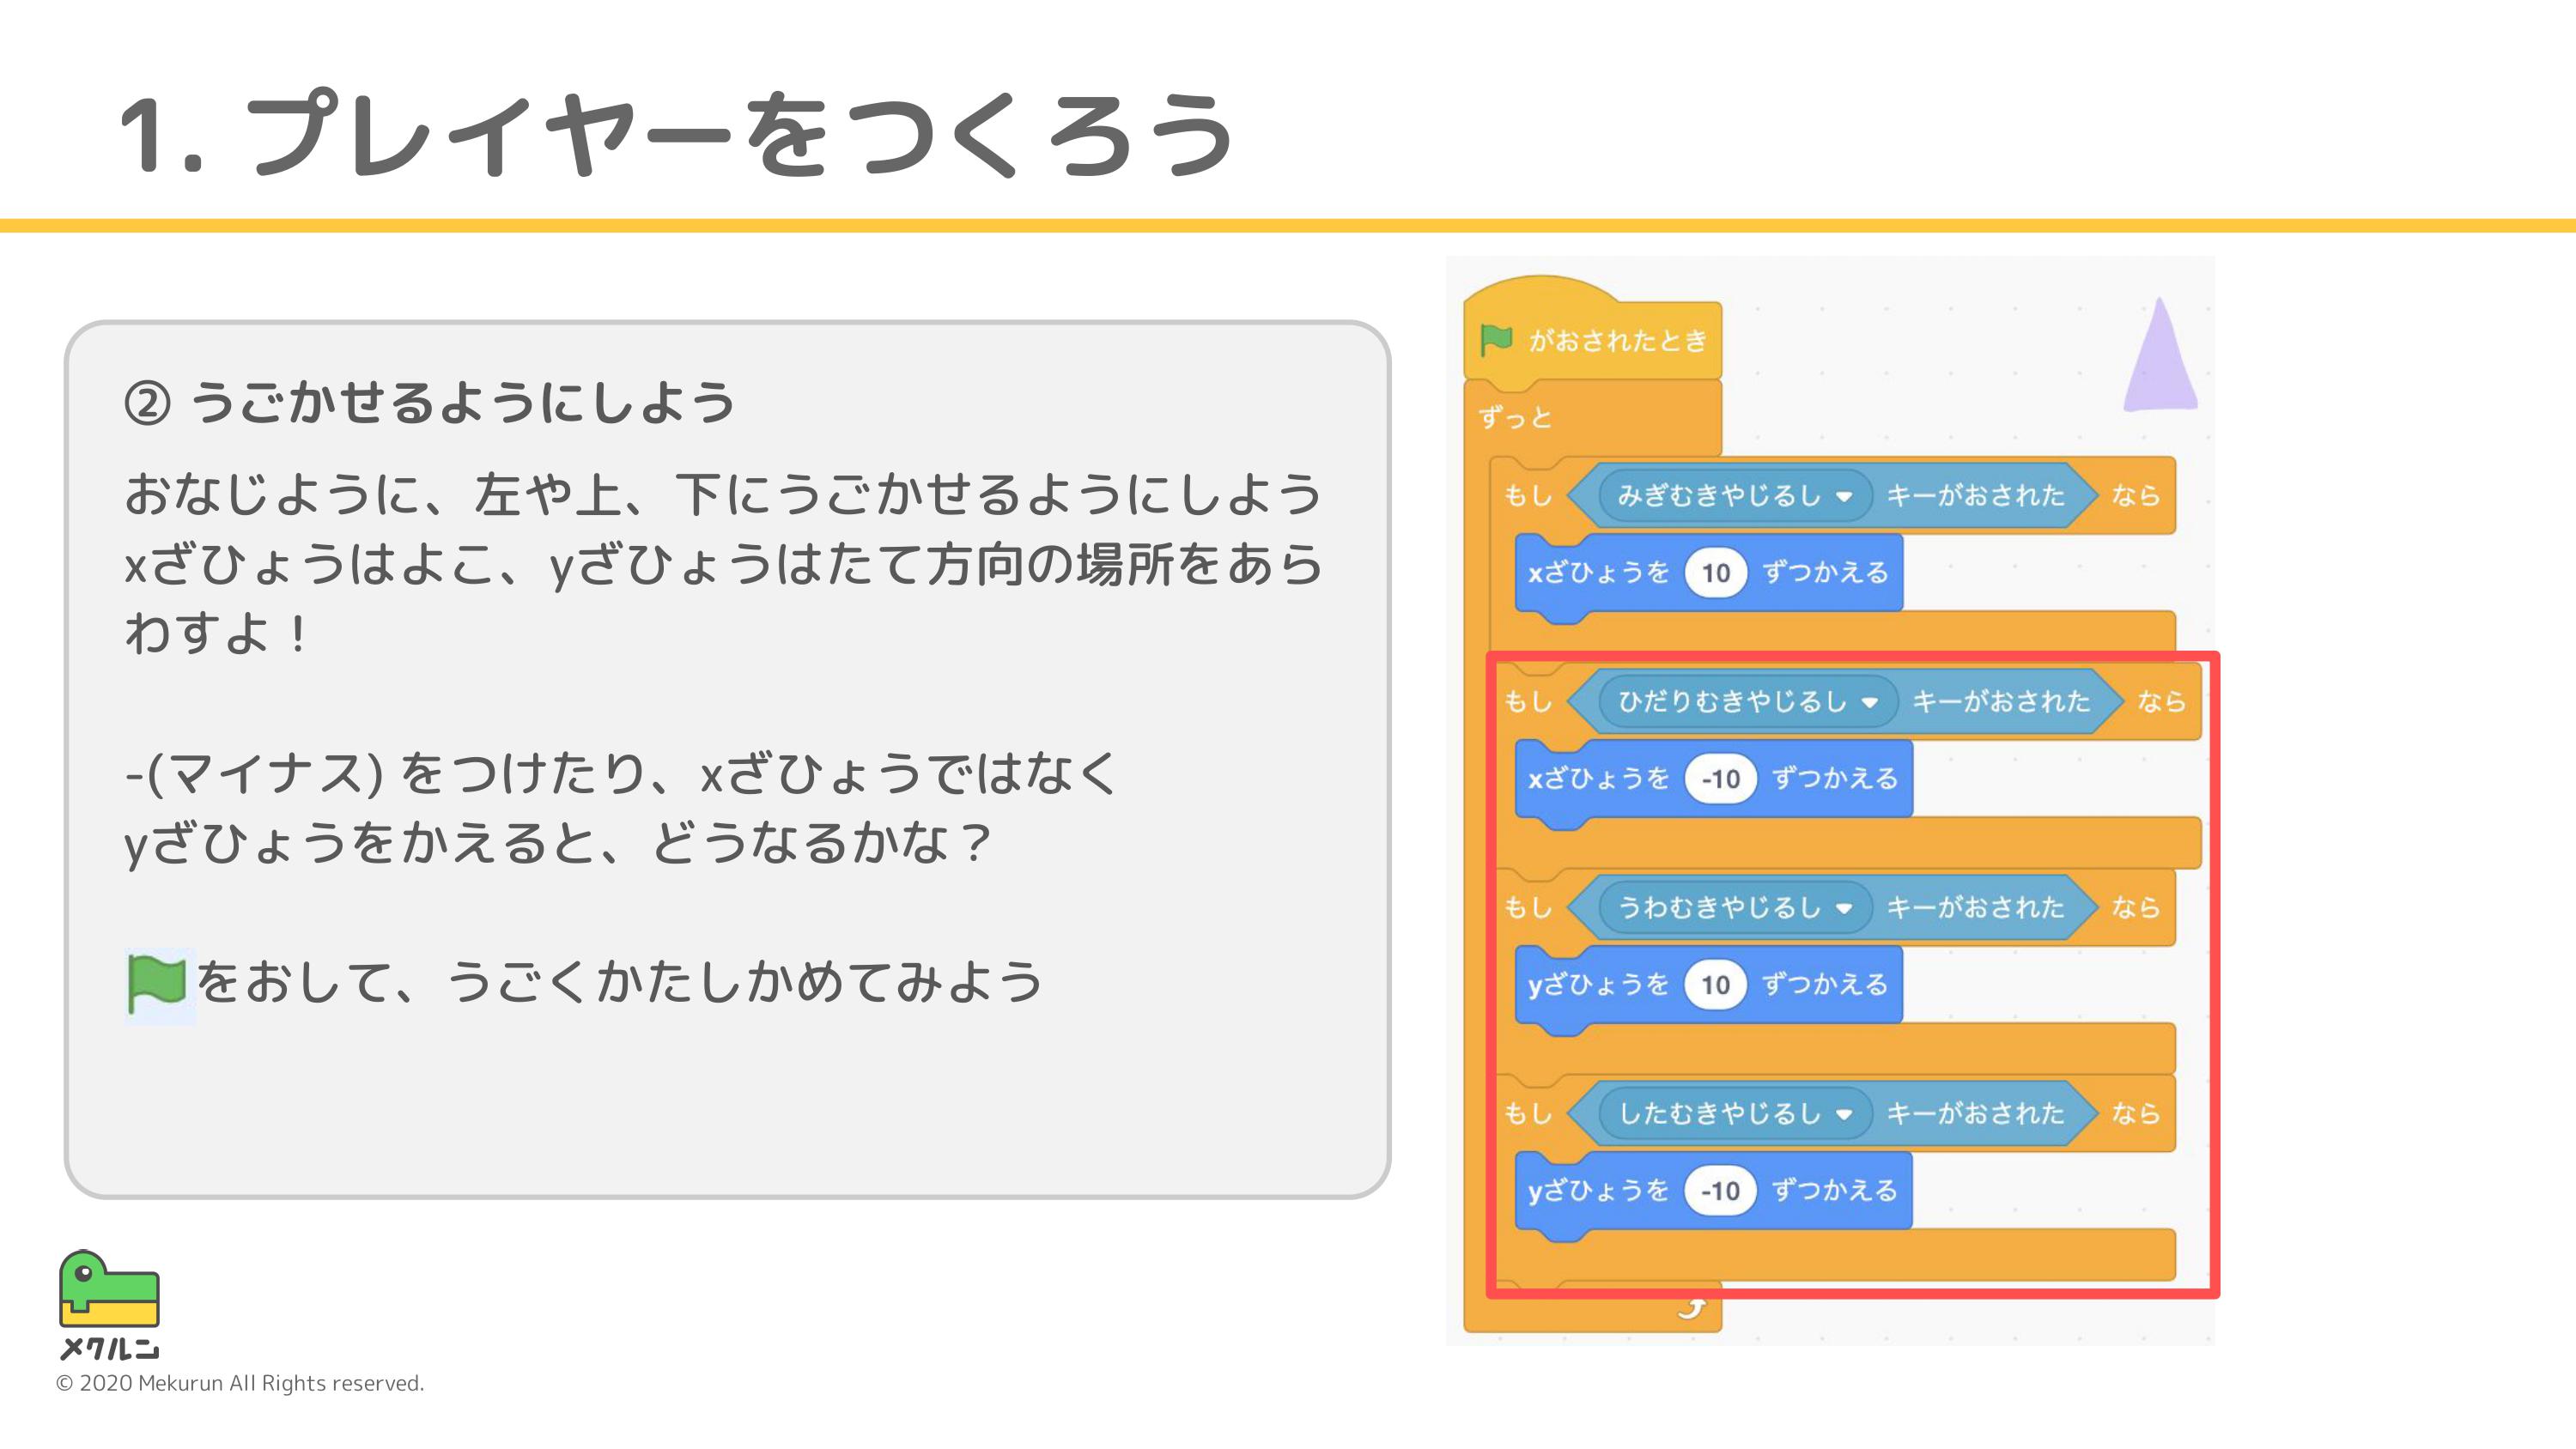 1. プレイヤーをつくろう
② うごかせるようにしよう
おなじように、左や上、下にうごかせるようにしよう
xざひょうはよこ、yざひょうはたて方向の場所をあら
わすよ！
-(マイナス) をつけたり、xざひょうではなく
yざひょうをかえると、どうなるかな？
をおして、うごくかたしかめてみよう
がおされたとき
ずっと
もし みぎむきやじるし キーがおされた なら
xざひょうを 10 ずつかえる
もし ひだりむきやじるし キーがおされた なら
xざひょうを -10 ずつかえる
もし うわむきやじるし キーがおされた なら
yざひょうを 10 ずつかえる
もし したむきやじるし キーがおされた なら
yざひょうを -10 ずつかえる
メクルン
© 2020 Mekurun All Rights reserved.